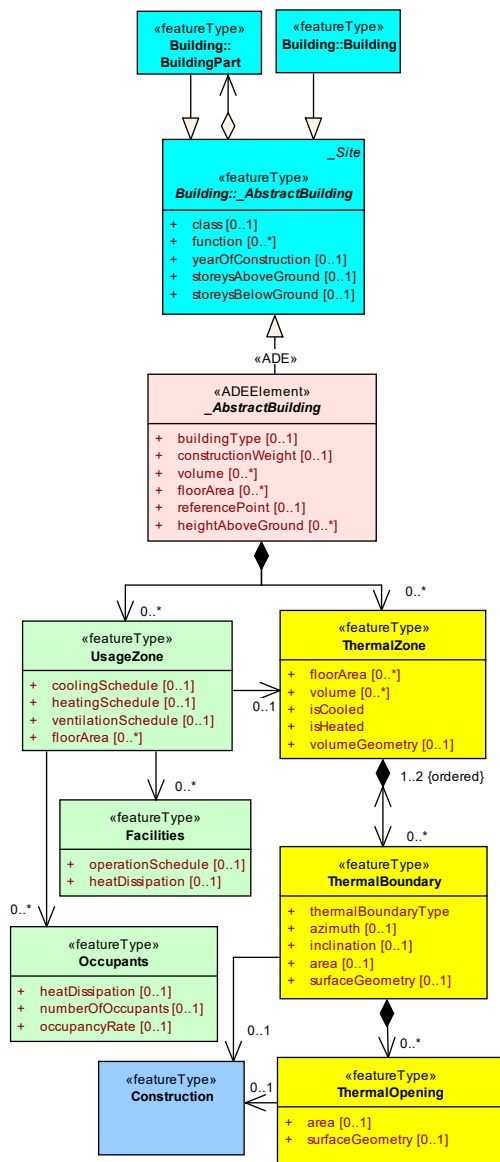 «featureType»
Building::
BuildingPart
«featureType»
Building::Building
_Site
«featureType»
Building::_AbstractBuilding
+ class [0..1]
+ function [0..*]
+ yearOfConstruction [0..1]
+ storeysAboveGround [0..1]
+ storeysBelowGround [0..1]
«ADE»
«ADEElement»
_AbstractBuilding
+ buildingType [0..1]
+ constructionWeight [0..1]
+ volume [0..*]
+ floorArea [0..*]
+ referencePoint [0..1]
+ heightAboveGround [0..*]
0..*
0..*
«featureType»
UsageZone
+ coolingSchedule [0..1]
+ heatingSchedule [0..1]
+ ventilationSchedule [0..1]
+ floorArea [0..*]
0..1
«featureType»
ThermalZone
+ floorArea [0..*]
+ volume [0..*]
+ isCooled
+ isHeated
+ volumeGeometry [0..1]
1..2 {ordered}
0..*
0..*
«featureType»
Facilities
+ operationSchedule [0..1]
+ heatDissipation [0..1]
«featureType»
ThermalBoundary
+ thermalBoundaryType
+ azimuth [0..1]
+ inclination [0..1]
+ area [0..1]
+ surfaceGeometry [0..1]
0..*
«featureType»
Occupants
+ heatDissipation [0..1]
+ numberOfOccupants [0..1]
+ occupancyRate [0..1]
0..1
0..*
«featureType»
Construction
0..1
«featureType»
ThermalOpening
+ area [0..1]
+ surfaceGeometry [0..1]